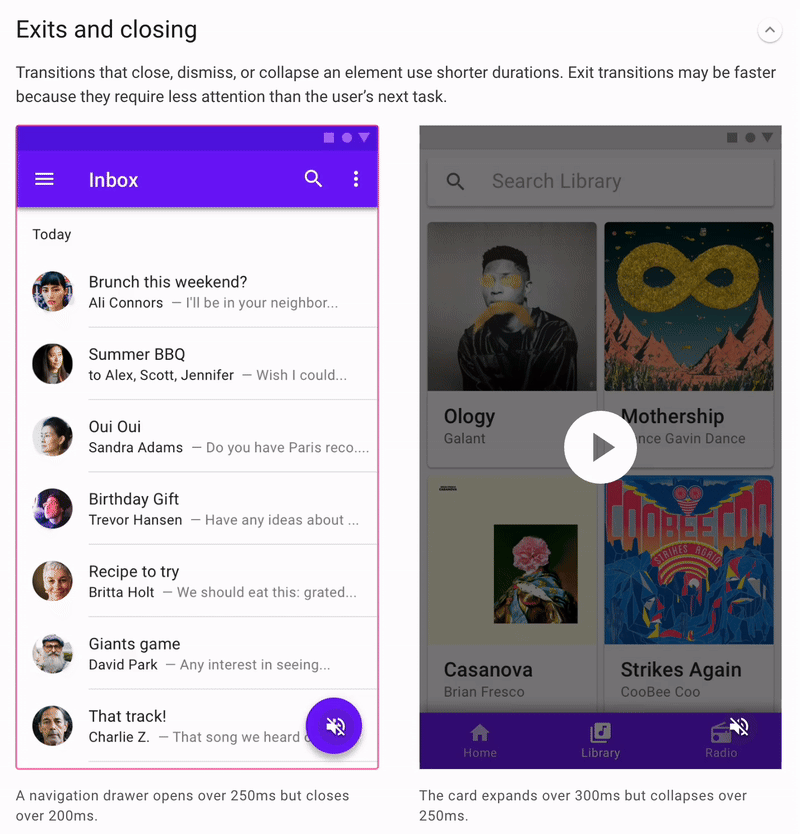 Exits and closing
Transitions that close, dismiss, or collapse an element use shorter durations. Exit transitions may be faster
because they require less attention than the user’s next task.
Inbox
Today
Brunch this weekend?
Ali Connors — I'll be in your neighbor...
Summer BBQ
to Alex, Scott, Jennifer — Wish I could...
Oui Oui
Sandra Adams — Do you have Paris reco....
Birthday Gift
Trevor Hansen — Have any ideas about ...
Recipe to try
Britta Holt — We should eat this: grated...
Giants game
David Park — Any interest in seeing...
That track!
Charlie Z. — That song we heard
A navigation drawer opens over 250ms but closes
over 200ms.
Search Library
Ology
Galant
Mothership
Gavin Dance
COOBEE COO
STRIKES AGAIN
Casanova
Brian Fresco
Strikes Again
CooBee Coo
Home
Library
Radio
The card expands over 300ms but collapses over
250ms.